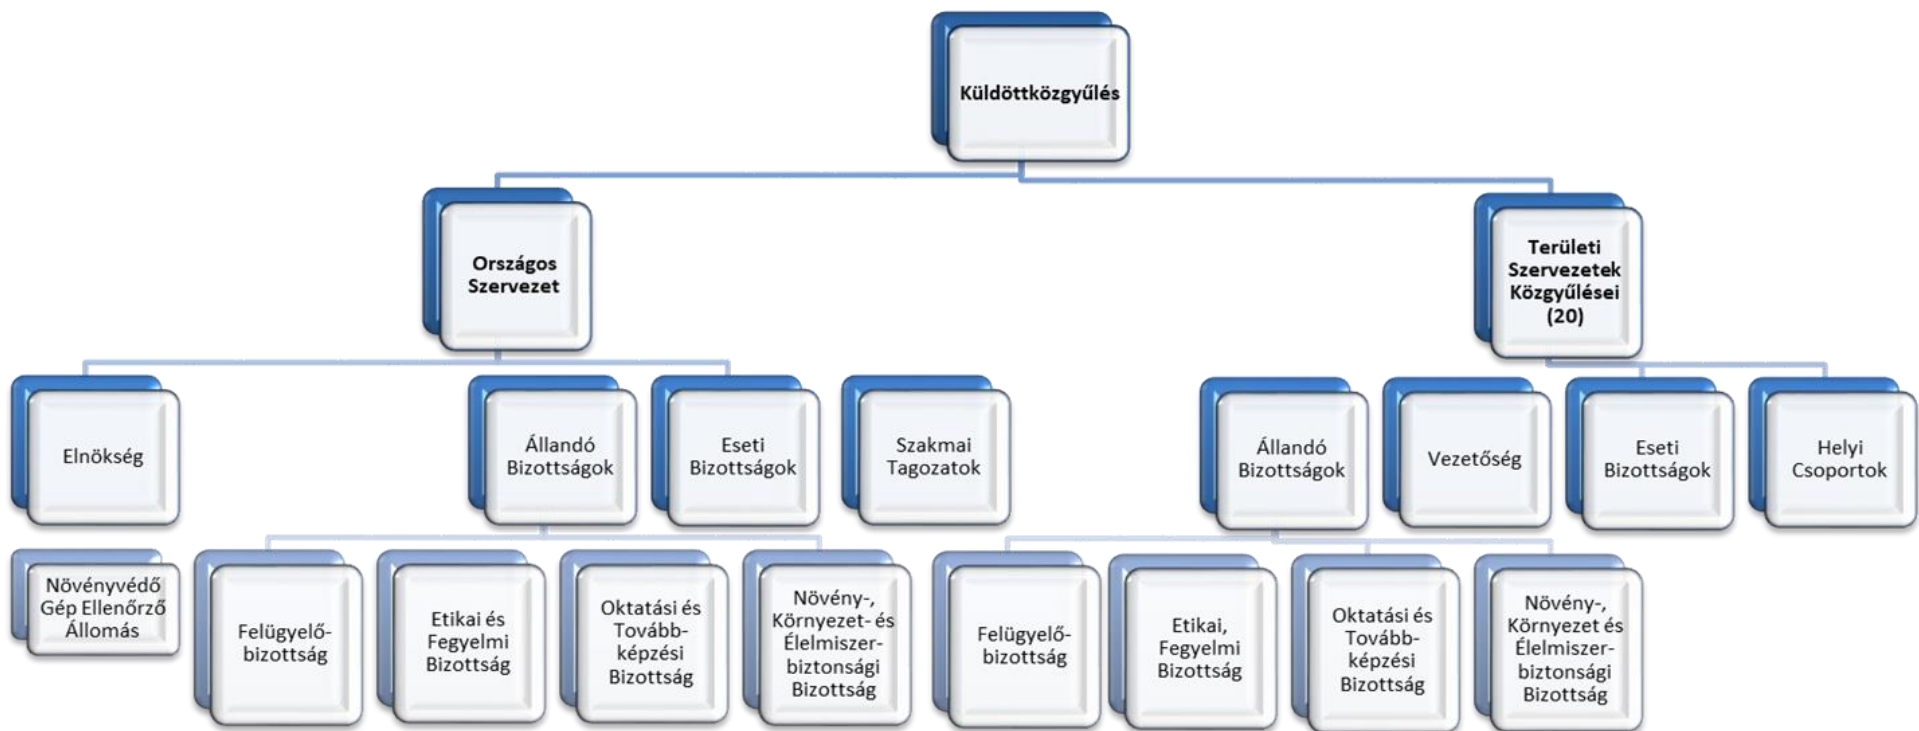 Küldöttközgyűlés
Országos
Szervezet
Területi
Szervezetek
Közgyűlései
(20)
Elnökség
Állandó
Bizottságok
Eseti
Bizottságok
Szakmai
Tagozatok
Állandó
Bizottságok
Vezetőség
Eseti
Bizottságok
Helyi
Csoportok
Növényvédő
Gép Ellenőrző
Állomás
Felügyelő-
bizottság
Etikai és
Fegyelmi
Bizottság
Oktatási és
Tovább-
képzési
Bizottság
Növény-,
Környezet- és
Élelmiszer-
biztonsági
Bizottság
Felügyelő-
bizottság
Etikai,
Fegyelmi
Bizottság
Oktatási és
Tovább-
képzési
Bizottság
Növény-,
Környezet és
Élelmiszer-
biztonsági
Bizottság